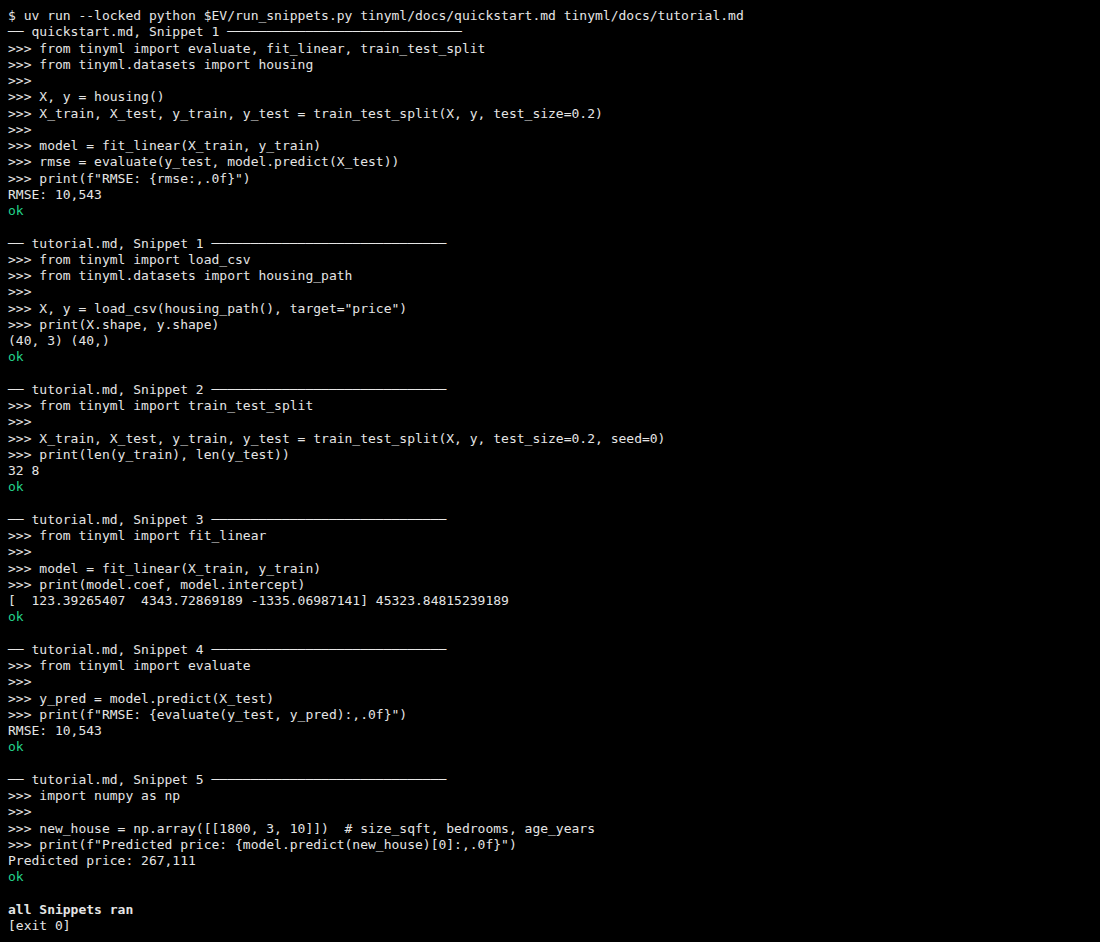 $ uv run --locked python $EV/run_snippets.py tinyml/docs/quickstart.md tinyml/docs/tutorial.md
── quickstart.md, Snippet 1 ──────────────────────────────
>>> from tinyml import evaluate, fit_linear, train_test_split
>>> from tinyml.datasets import housing
>>>
>>> X, y = housing()
>>> X_train, X_test, y_train, y_test = train_test_split(X, y, test_size=0.2)
>>>
>>> model = fit_linear(X_train, y_train)
>>> rmse = evaluate(y_test, model.predict(X_test))
>>> print(f"RMSE: {rmse:,.0f}")
RMSE: 10,543
ok
── tutorial.md, Snippet 1 ──────────────────────────────
>>> from tinyml import load_csv
>>> from tinyml.datasets import housing_path
>>>
>>> X, y = load_csv(housing_path(), target="price")
>>> print(X.shape, y.shape)
(40, 3) (40,)
ok
── tutorial.md, Snippet 2 ──────────────────────────────
>>> from tinyml import train_test_split
>>>
>>> X_train, X_test, y_train, y_test = train_test_split(X, y, test_size=0.2, seed=0)
>>> print(len(y_train), len(y_test))
32 8
ok
── tutorial.md, Snippet 3 ──────────────────────────────
>>> from tinyml import fit_linear
>>>
>>> model = fit_linear(X_train, y_train)
>>> print(model.coef, model.intercept)
[  123.39265407  4343.72869189 -1335.06987141] 45323.84815239189
ok
── tutorial.md, Snippet 4 ──────────────────────────────
>>> from tinyml import evaluate
>>>
>>> y_pred = model.predict(X_test)
>>> print(f"RMSE: {evaluate(y_test, y_pred):,.0f}")
RMSE: 10,543
ok
── tutorial.md, Snippet 5 ──────────────────────────────
>>> import numpy as np
>>>
>>> new_house = np.array([[1800, 3, 10]])  # size_sqft, bedrooms, age_years
>>> print(f"Predicted price: {model.predict(new_house)[0]:,.0f}")
Predicted price: 267,111
ok
all Snippets ran
[exit 0]